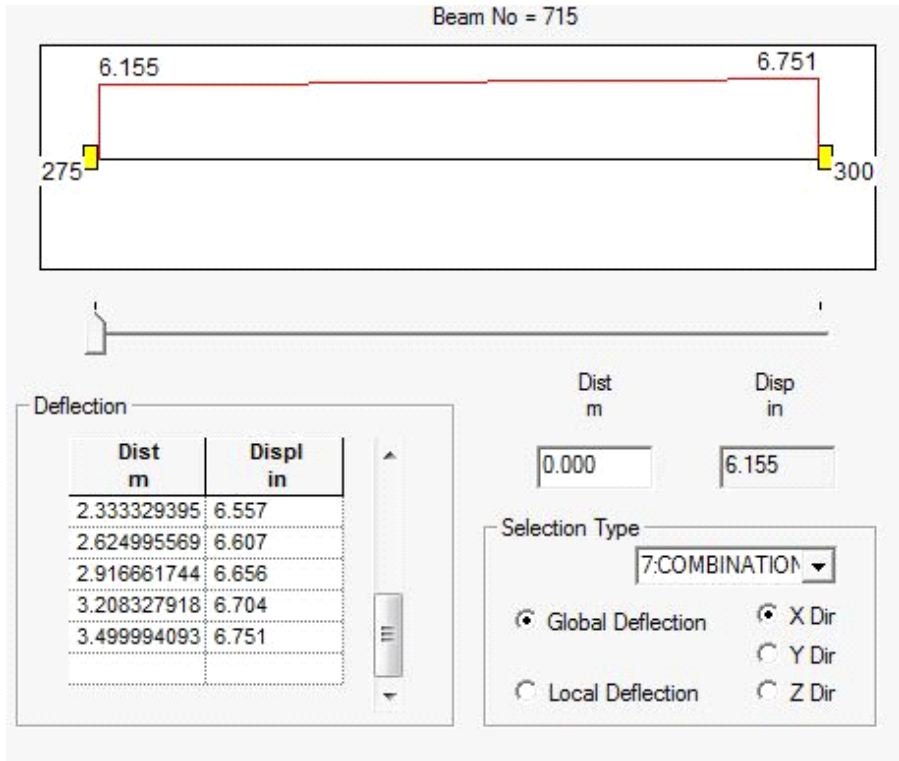 Beam No = 715
6.155
6.751
275
300
Dist
m
Disp
in
0.000
6.155
Deflection
Dist
m
Displ
in
2.333329395 6.557
2.624995569 6.607
2.916661744 6.656
3.208327918 6.704
3.499994093 6.751
Selection Type
7:COMBINATION
Global Deflection
Local Deflection
X Dir
Y Dir
Z Dir